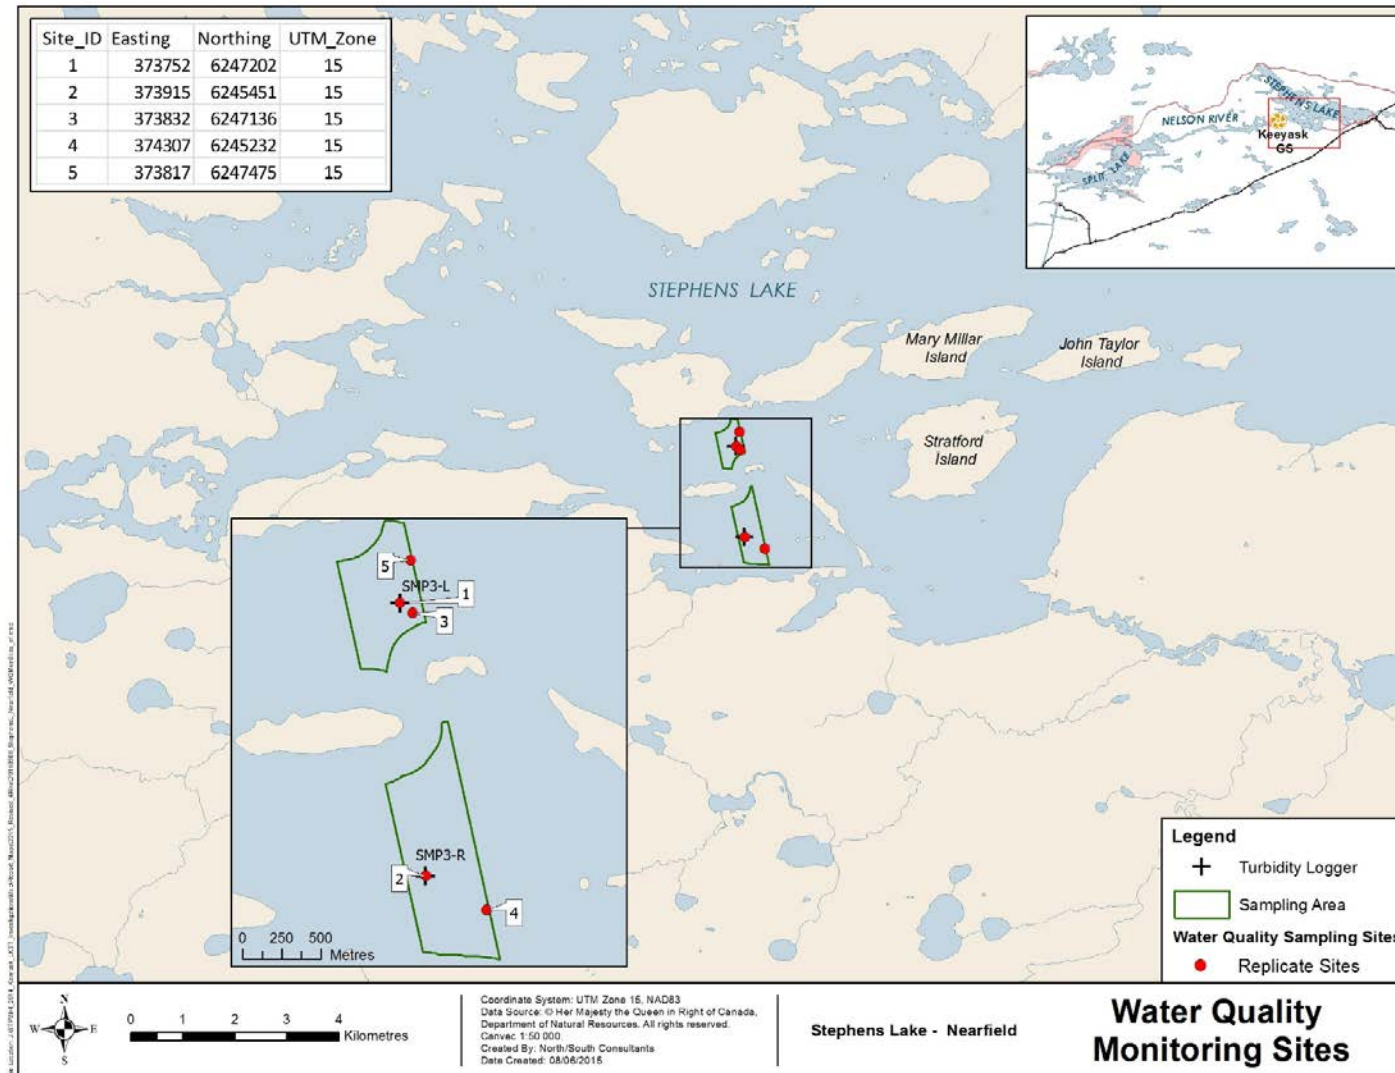 Site_ID Easting Northing UTM_Zone
1 373752 6247202 15
2 373915 6245451 15
3 373832 6247136 15
4 374307 6245232 15
5 373817 6247475 15
STEPHENS LAKE
NELSON RIVER
Keeyask
GS
SPLIT LAKE
STEPHENS LAKE
Mary Millar
Island
John Taylor
Island
Stratford
Island
5
SMP3-L
1
3
SMP3-R
2
4
0 250 500
Metres
Legend
Turbidity Logger
Sampling Area
Water Quality Sampling Sites
Replicate Sites
N
W E
S
0 1 2 3 4
Kilometres
Coordinate System: UTM Zone 15, NAD83
Data Source: © Her Majesty the Queen in Right of Canada,
Department of Natural Resources. All rights reserved.
Canvec 1:50 000
Created By: North/South Consultants
Date Created: 08/06/2015
Stephens Lake - Nearfield
Water Quality
Monitoring Sites